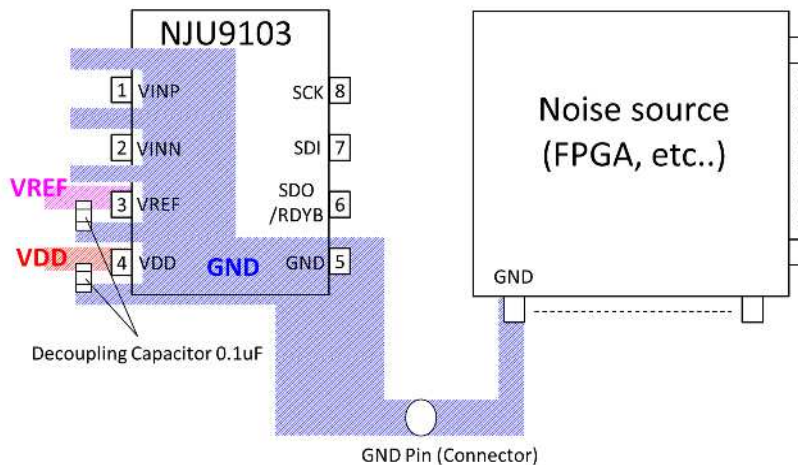 NJU9103
1 VINP
SCK 8
2 VINN
SDI 7
VREF
3 VREF
SDO
/RDYB 6
VDD
4 VDD
GND
GND 5
Decoupling Capacitor 0.1uF
Noise source
(FPGA, etc..)
GND
GND Pin (Connector)